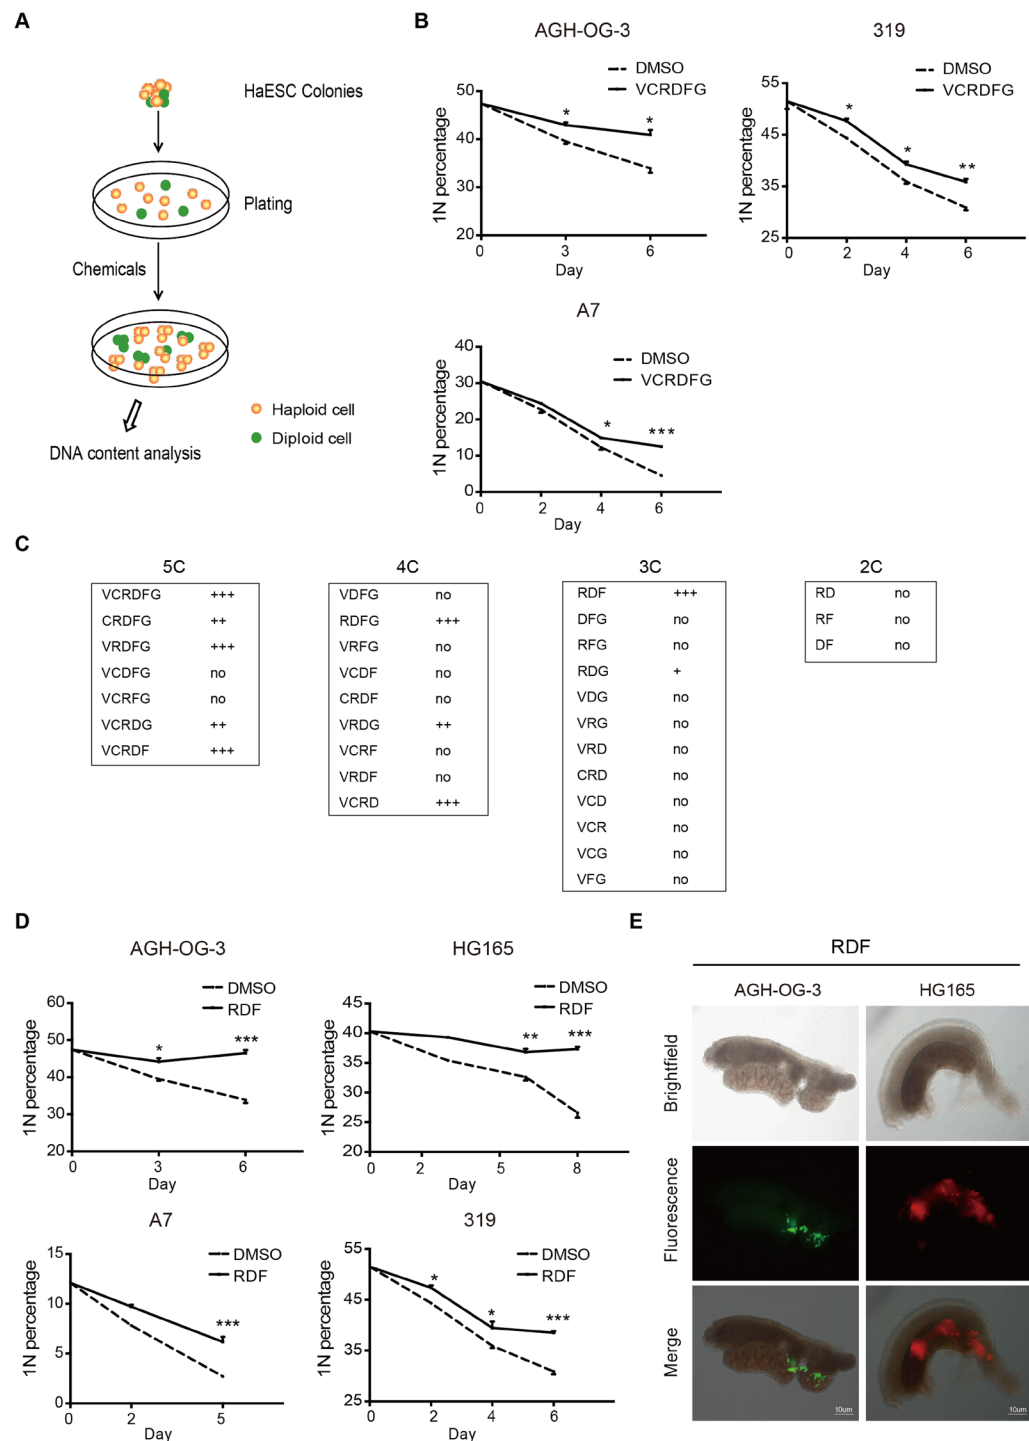 A
HaESC Colonies
Plating
Chemicals
Haploid cell
Diploid cell
DNA content analysis
B
AGH-OG-3
DMSO
VCRDFG
1N percentage
50
40
30
20
* *
0 3 6
Day
319
DMSO
VCRDFG
1N percentage
55
45
35
25
* * **
0 2 4 6
Day
A7
DMSO
VCRDFG
1N percentage
40
30
20
10
0
* ***
0 2 4 6
Day
C
5C
VCRDFG +++
CRDFG ++
VRDFG +++
VCDFG no
VCRFG no
VCRDG ++
VCRDF +++
4C
VDFG no
RDFG +++
VRFG no
VCDF no
CRDF no
VRDG ++
VCRF no
VRDF no
VCRD +++
3C
RDF +++
DFG no
RFG no
RDG +
VDG no
VRG no
VRD no
CRD no
VCD no
VCR no
VCG no
VFG no
2C
RD no
RF no
DF no
D
AGH-OG-3
DMSO
RDF
1N percentage
60
50
40
30
20
* ***
0 3 6
Day
HG165
DMSO
RDF
1N percentage
45
40
35
30
25
20
** ***
0 2 4 6 8
Day
A7
DMSO
RDF
1N percentage
15
10
5
0
***
0 2 5
Day
319
DMSO
RDF
1N percentage
55
45
35
25
* * ***
0 2 4 6
Day
E
RDF
AGH-OG-3 HG165
Brightfield
Fluorescence
Merge
10um 10um